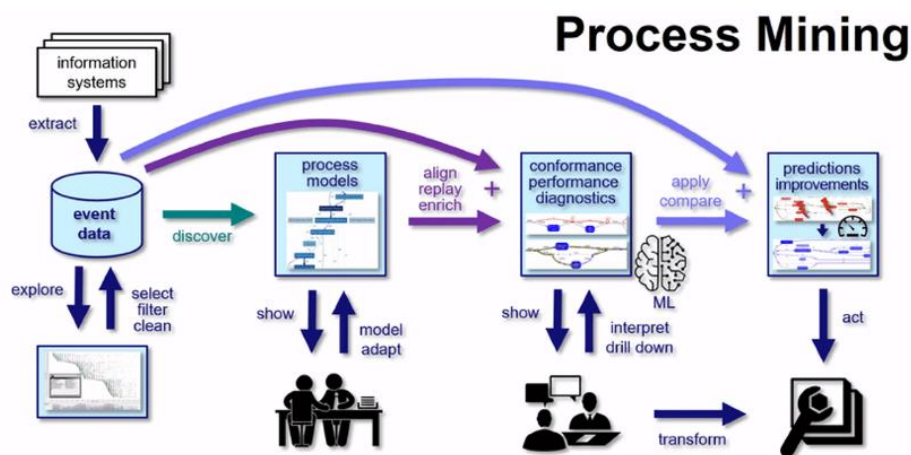 Process Mining
information
systems
extract
event
data
discover
explore
select
filter
clean
process
models
align
replay
enrich
+
conformance
performance
diagnostics
apply
compare
+
predictions
improvements
ML
show
model
adapt
show
interpret
drill down
act
transform